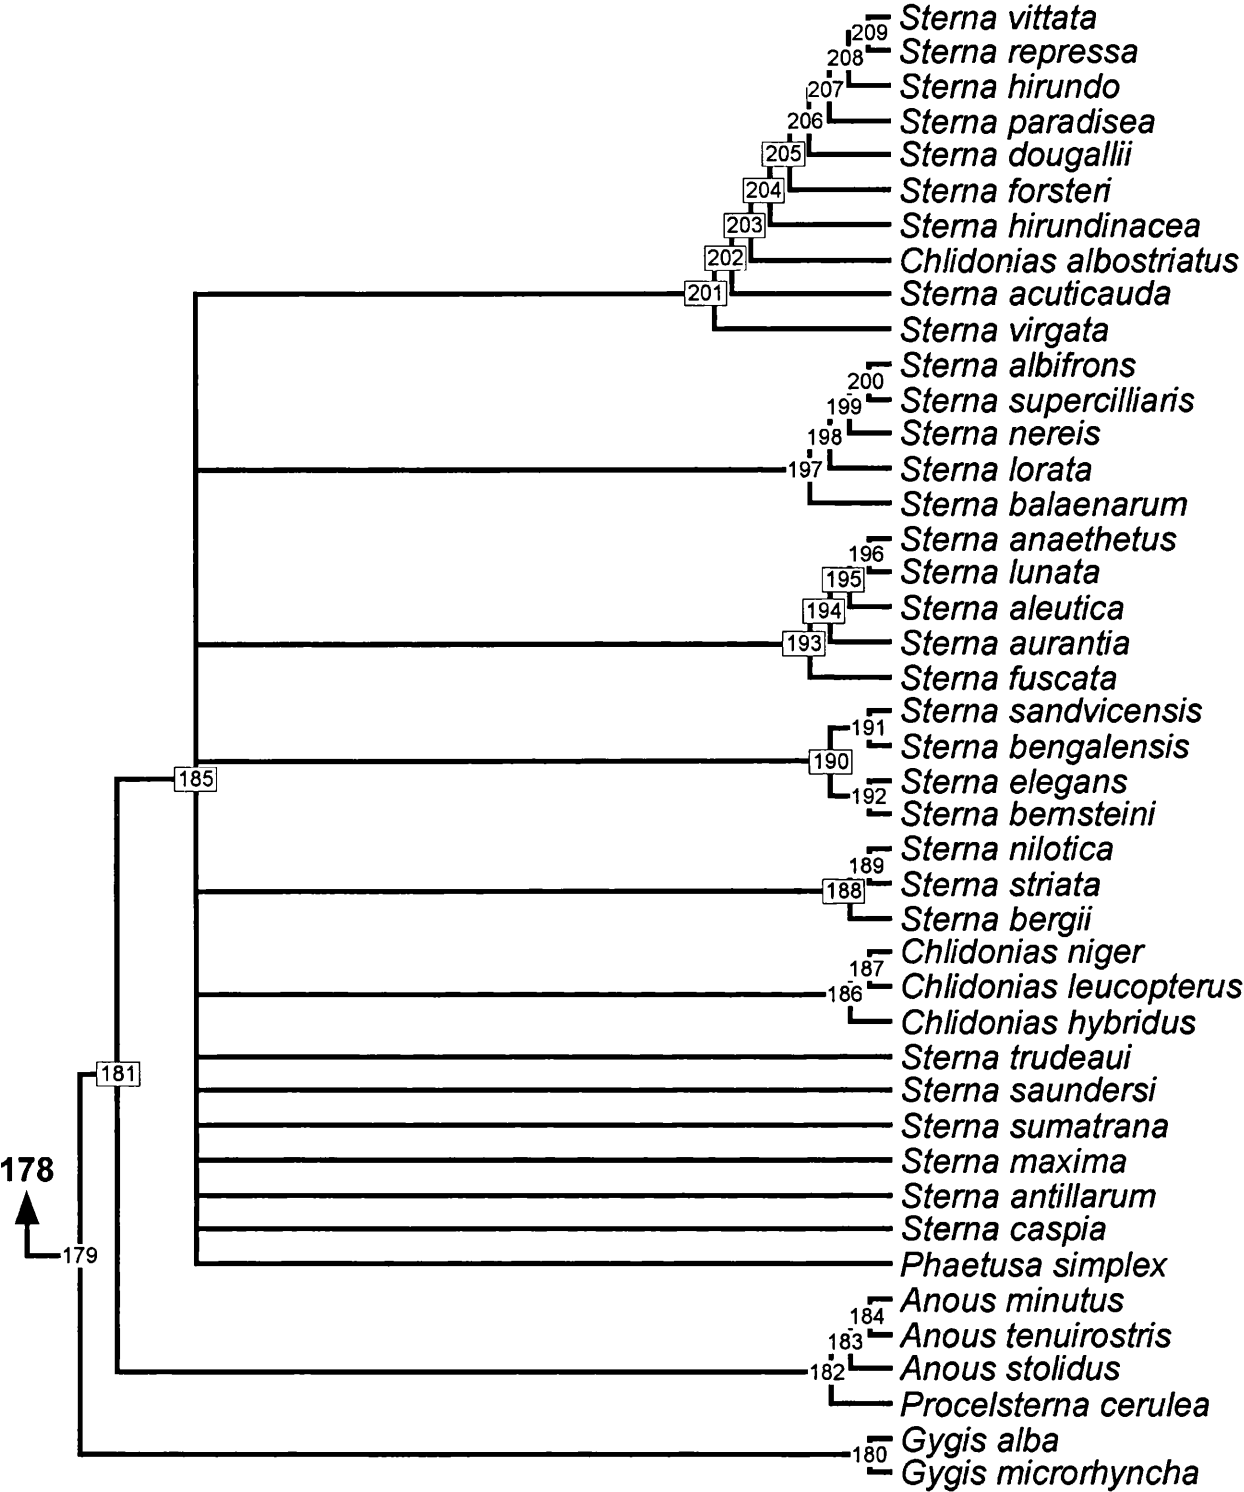 Sterna vittata
209
Sterna repressa
208
Sterna hirundo
207
Sterna paradisea
206
Sterna dougallii
205
Sterna forsteri
204
Sterna hirundinacea
203
Chlidonias albostriatus
202
Sterna acuticauda
201
Sterna virgata
Sterna albifrons
200
Sterna supercilliaris
199
Sterna nereis
198
Sterna lorata
197
Sterna balaenarum
Sterna anaethetus
196
Sterna lunata
195
Sterna aleutica
194
Sterna aurantia
193
Sterna fuscata
Sterna sandvicensis
191
Sterna bengalensis
190
Sterna elegans
192
Sterna bernsteini
185
Sterna nilotica
189
Sterna striata
188
Sterna bergii
Chlidonias niger
187
Chlidonias leucopterus
186
Chlidonias hybridus
Sterna trudeaui
181
Sterna saundersi
Sterna sumatrana
Sterna maxima
178
Sterna antillarum
Sterna caspia
179
Phaetusa simplex
Anous minutus
184
Anous tenuirostris
183
Anous stolidus
182
Procelsterna cerulea
Gygis alba
180
Gygis microrhyncha